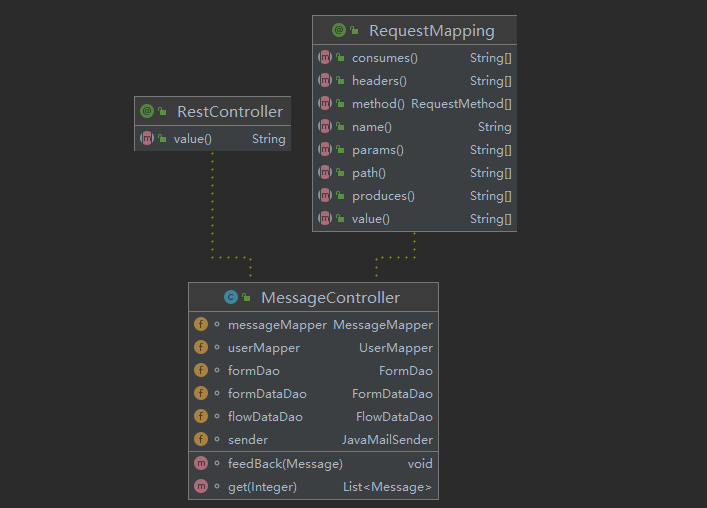 RequestMapping
consumes() String[]
headers() String[]
method() RequestMethod[]
name() String
params() String[]
path() String[]
produces() String[]
value() String[]
RestController
value() String
MessageController
messageMapper MessageMapper
userMapper UserMapper
formDao FormDao
formDataDao FormDataDao
flowDataDao FlowDataDao
sender JavaMailSender
feedBack(Message) void
get(Integer) List<Message>